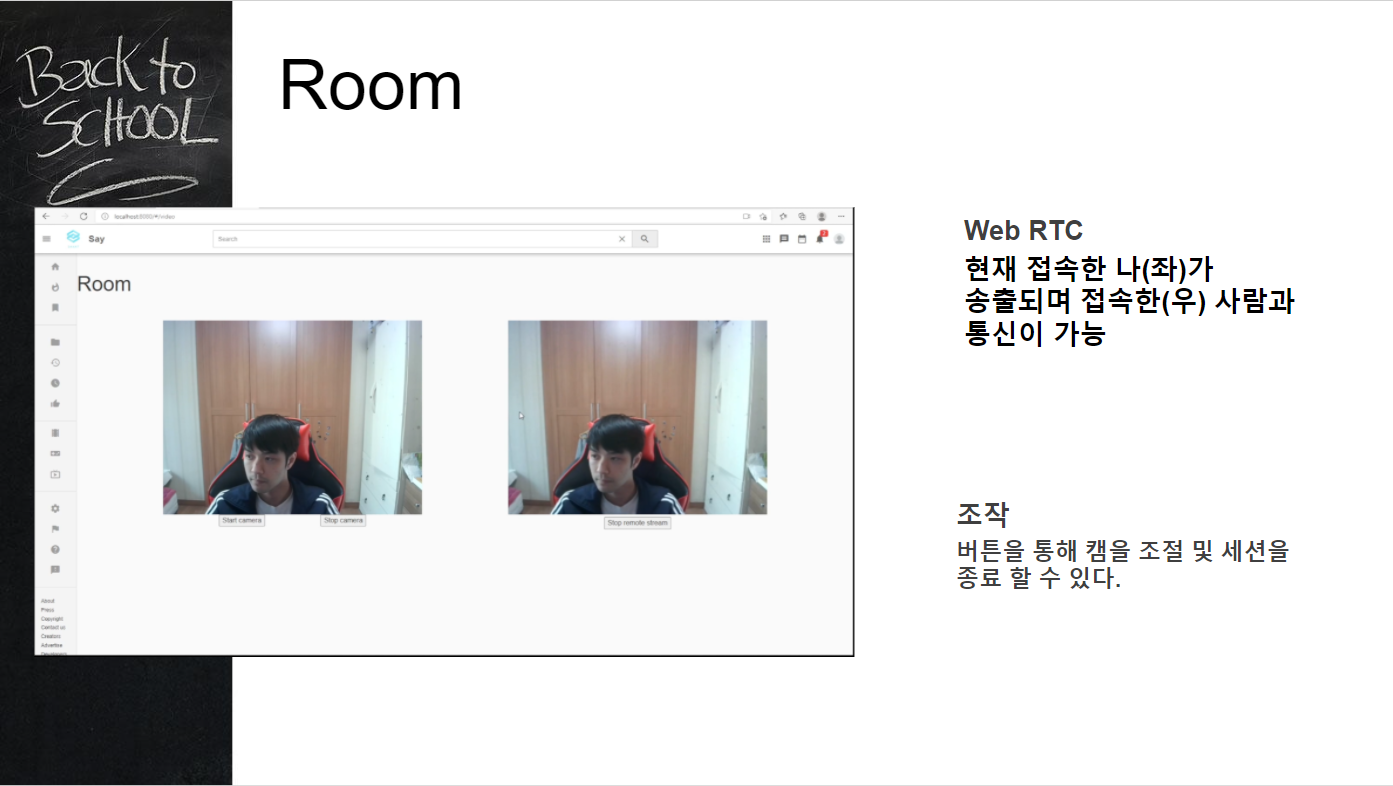 Back to
SCHOOL
Room
localhost:8080/#/video
Say
Search
2
Room
Start camera
Stop camera
Stop remote stream
About
Press
Copyright
Contact us
Creators
Advertise
Developers
Web RTC
현재 접속한 나(좌)가
송출되며 접속한(우) 사람과
통신이 가능
조작
버튼을 통해 캠을 조절 및 세션을
종료 할 수 있다.